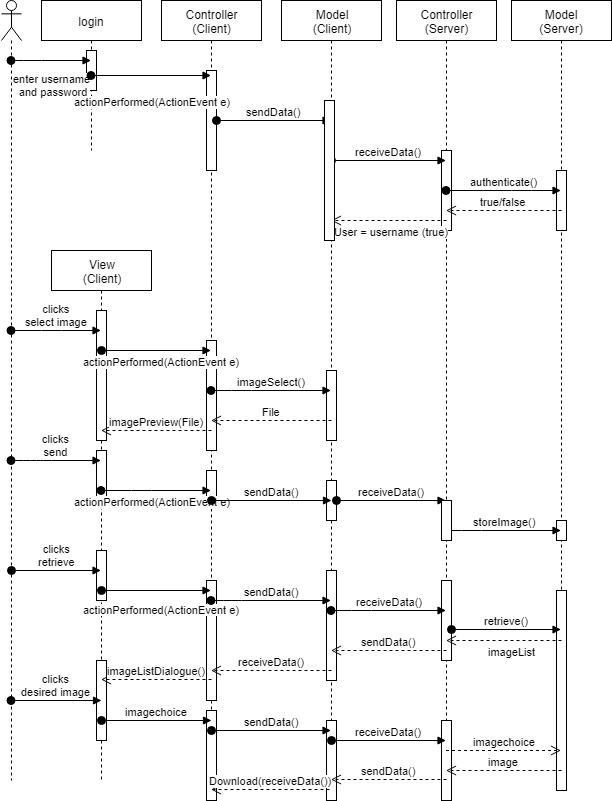 login
Controller
(Client)
Model
(Client)
Controller
(Server)
Model
(Server)
enter username
and password
actionPerformed(ActionEvent e)
sendData()
receiveData()
authenticate()
true/false
User = username (true)
View
(Client)
clicks
select image
actionPerformed(ActionEvent e)
imageSelect()
File
imagePreview(File)
clicks
send
actionPerformed(ActionEvent e)
sendData()
receiveData()
storeImage()
clicks
retrieve
actionPerformed(ActionEvent e)
sendData()
receiveData()
retrieve()
imageList
sendData()
receiveData()
imageListDialogue()
clicks
desired image
imagechoice
sendData()
receiveData()
imagechoice
image
sendData()
Download(receiveData())